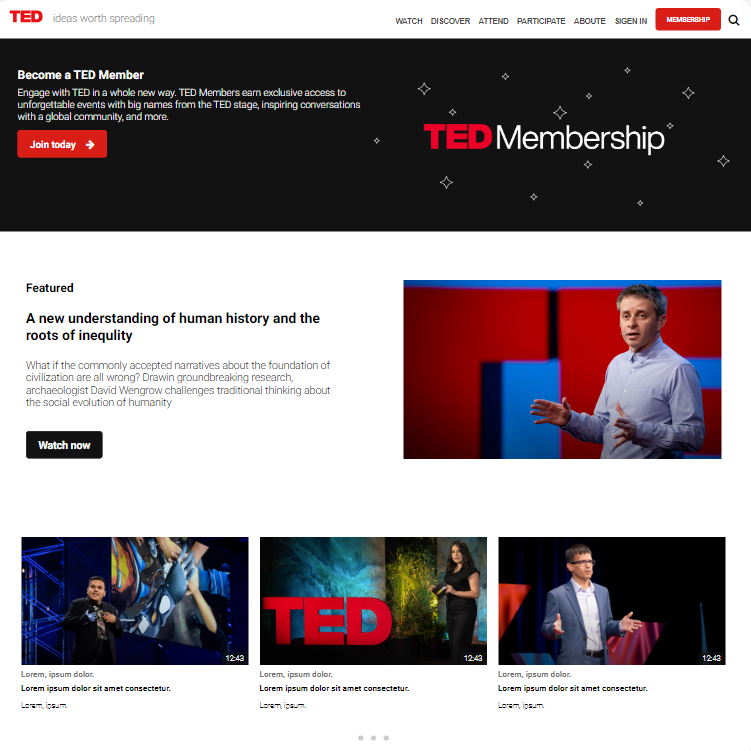 TED ideas worth spreading
WATCH DISCOVER ATTEND PARTICIPATE ABOUTE SIGEN IN MEMBERSHIP
Become a TED Member
Engage with TED in a whole new way. TED Members earn exclusive access to
unforgettable events with big names from the TED stage, inspiring conversations
with a global community, and more.
Join today
TED Membership
Featured
A new understanding of human history and the
roots of inequlity
What if the commonly accepted narratives about the foundation of
civilization are all wrong? Drawin groundbreaking research,
archaeologist David Wengrow challenges traditional thinking about
the social evolution of humanity
Watch now
12:43
Lorem, ipsum dolor.
Lorem ipsum dolor sit amet consectetur.
Lorem, ipsum.
TED
12:43
Lorem, ipsum dolor.
Lorem ipsum dolor sit amet consectetur.
Lorem, ipsum.
12:43
Lorem, ipsum dolor.
Lorem ipsum dolor sit amet consectetur.
Lorem, ipsum.